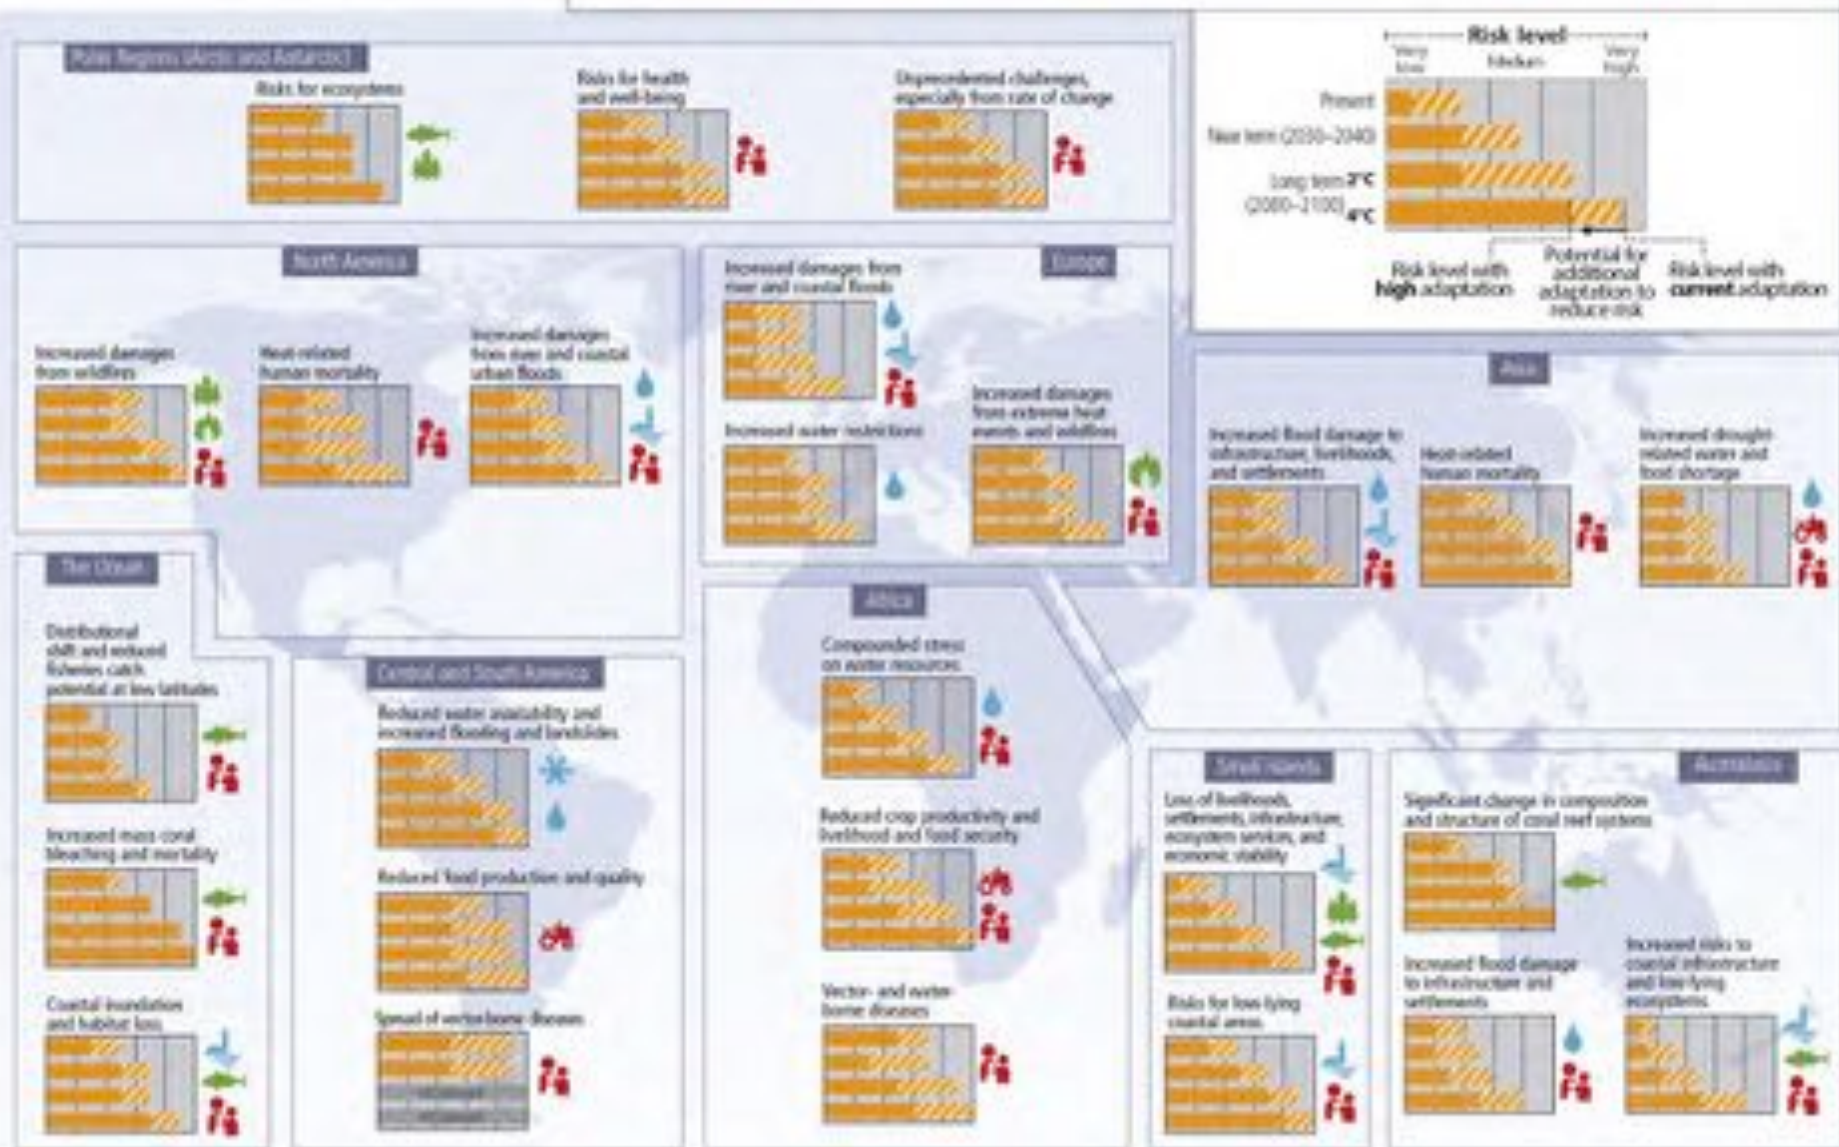 Polar Regions (Arctic and Antarctic)
Risks for ecosystems
Risks for health
and well-being
Unprecedented challenges,
especially from rate of change
Risk level
Very
low
Medium
Very
high
Present
Near term (2030–2040)
Long term 2°C
(2080–2100) 4°C
Risk level with
high adaptation
Potential for
additional
adaptation to
reduce risk
Risk level with
current adaptation
North America
Increased damages
from wildfires
Heat-related
human mortality
Increased damages
from river and coastal
urban floods
Europe
Increased damages from
river and coastal floods
Increased water restrictions
Increased damages
from extreme heat
events and wildfires
Asia
Increased flood damage to
infrastructure, livelihoods,
and settlements
Heat-related
human mortality
Increased drought-
related water and
food shortage
The Ocean
Distributional
shift and reduced
fisheries catch
potential at low latitudes
Increased mass coral
bleaching and mortality
Coastal inundation
and habitat loss
Central and South America
Reduced water availability and
increased flooding and landslides
Reduced food production and quality
Spread of vector-borne diseases
Africa
Compounded stress
on water resources
Reduced crop productivity and
livelihood and food security
Vector- and water-
borne diseases
Small Islands
Loss of livelihoods,
settlements, infrastructure,
ecosystem services, and
economic stability
Risks for low-lying
coastal areas
Australasia
Significant change in composition
and structure of coral reef systems
Increased flood damage
to infrastructure and
settlements
Increased risks to
coastal infrastructure
and low-lying
ecosystems